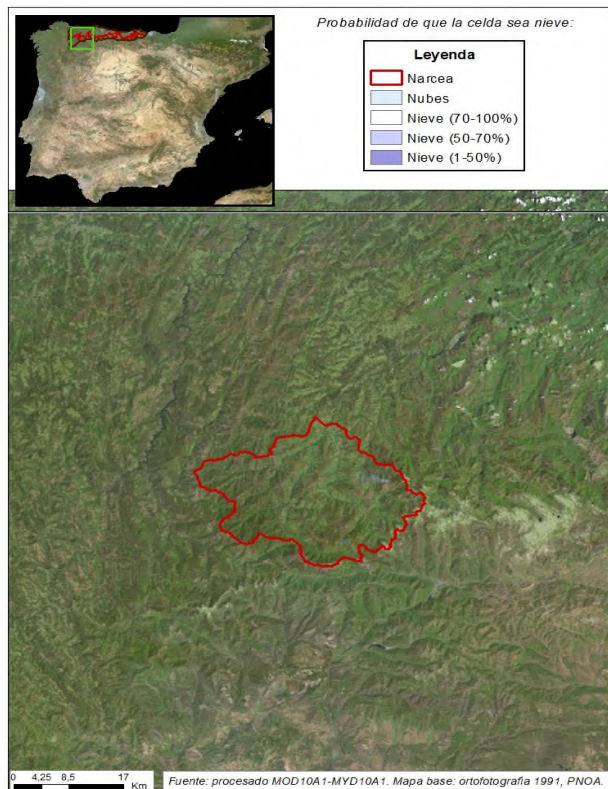 Probabilidad de que la celda sea nieve:
Leyenda
Narcea
Nubes
Nieve (70-100%)
Nieve (50-70%)
Nieve (1-50%)
0 4,25 8,5 17
Km
Fuente: procesado MOD10A1-MYD10A1. Mapa base: ortofotografia 1991, PNOA.